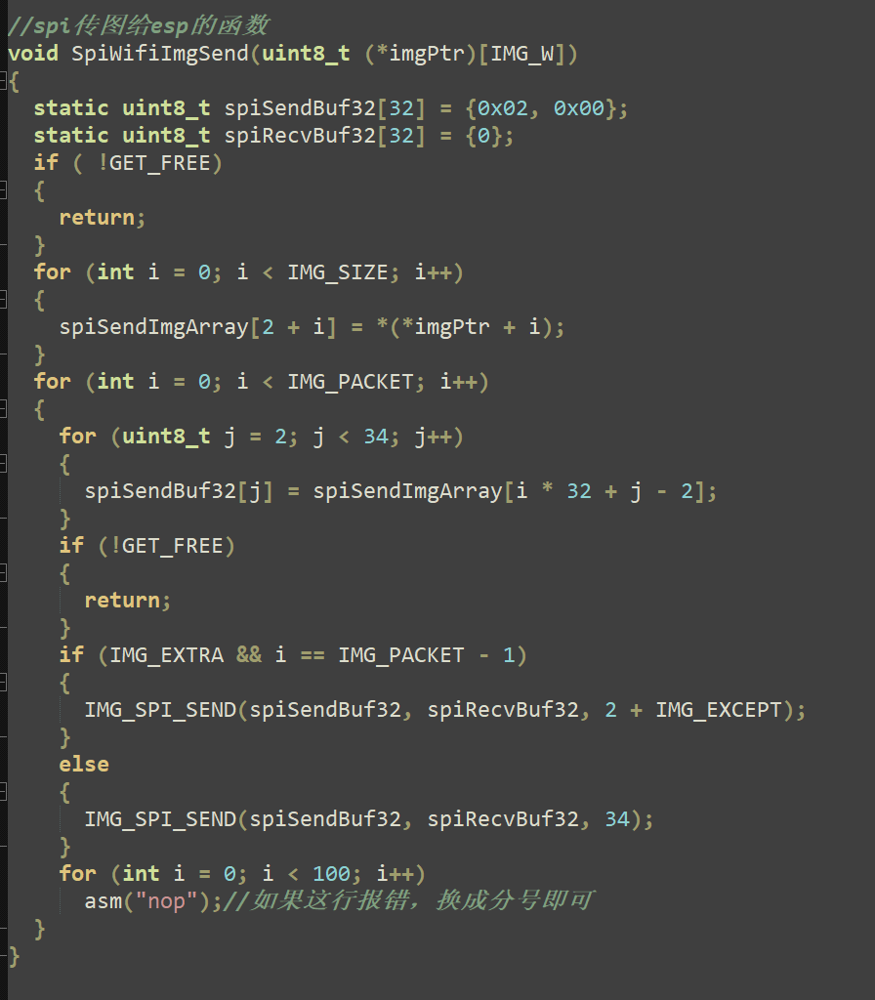 //spi传图给esp的函数
void SpiWifiImgSend(uint8_t (*imgPtr)[IMG_W])
{
  static uint8_t spiSendBuf32[32] = {0x02, 0x00};
  static uint8_t spiRecvBuf32[32] = {0};
  if ( !GET_FREE)
  {
    return;
  }
  for (int i = 0; i < IMG_SIZE; i++)
  {
    spiSendImgArray[2 + i] = *(*imgPtr + i);
  }
  for (int i = 0; i < IMG_PACKET; i++)
  {
    for (uint8_t j = 2; j < 34; j++)
    {
      spiSendBuf32[j] = spiSendImgArray[i * 32 + j - 2];
    }
    if (!GET_FREE)
    {
      return;
    }
    if (IMG_EXTRA && i == IMG_PACKET - 1)
    {
      IMG_SPI_SEND(spiSendBuf32, spiRecvBuf32, 2 + IMG_EXCEPT);
    }
    else
    {
      IMG_SPI_SEND(spiSendBuf32, spiRecvBuf32, 34);
    }
    for (int i = 0; i < 100; i++)
      asm("nop");//如果这行报错，换成分号即可
  }
}